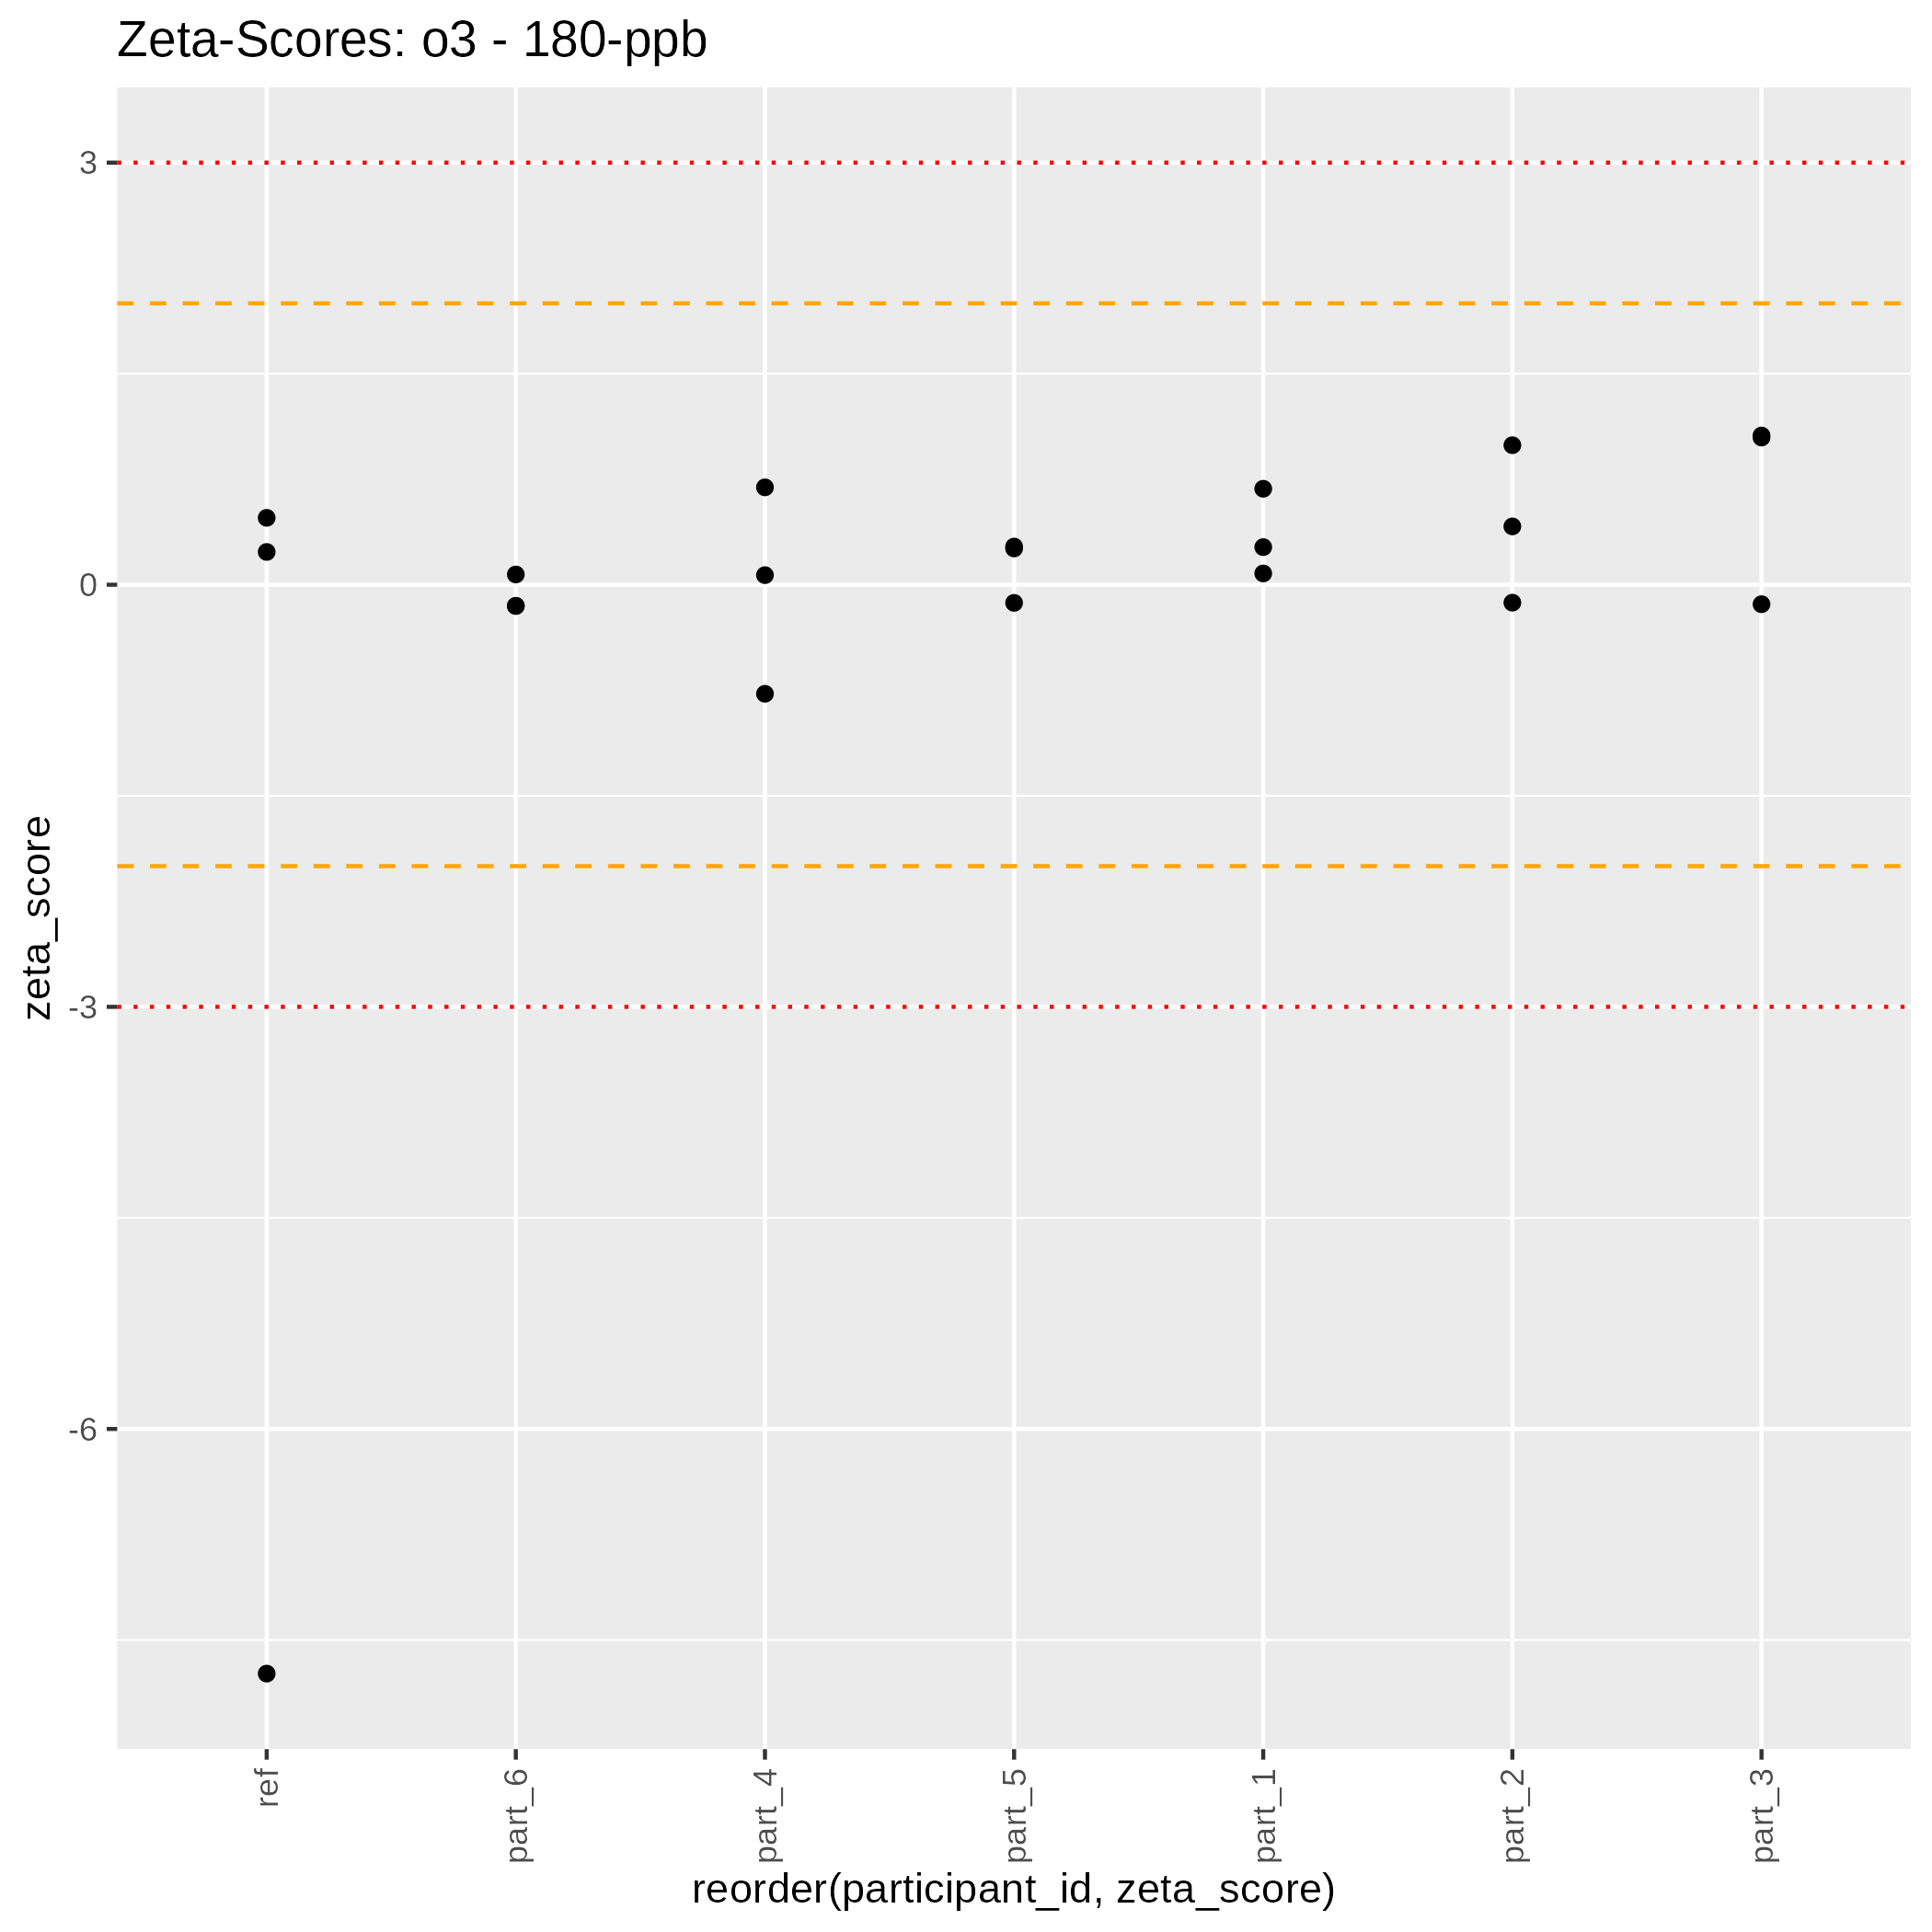 Zeta-Scores: o3 - 180-ppb
3
0
-3
-6
zeta_score
ref
part_6
part_4
part_5
part_1
part_2
part_3
reorder(participant_id, zeta_score)